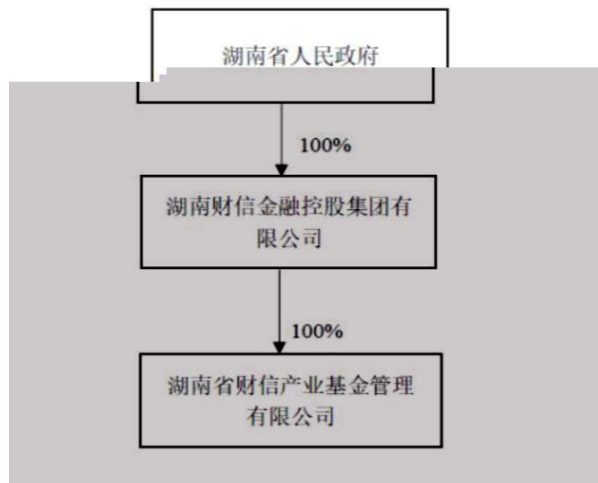 湖南省人民政府
100%
湖南财信金融控股集团有
限公司
100%
湖南省财信产业基金管理
有限公司